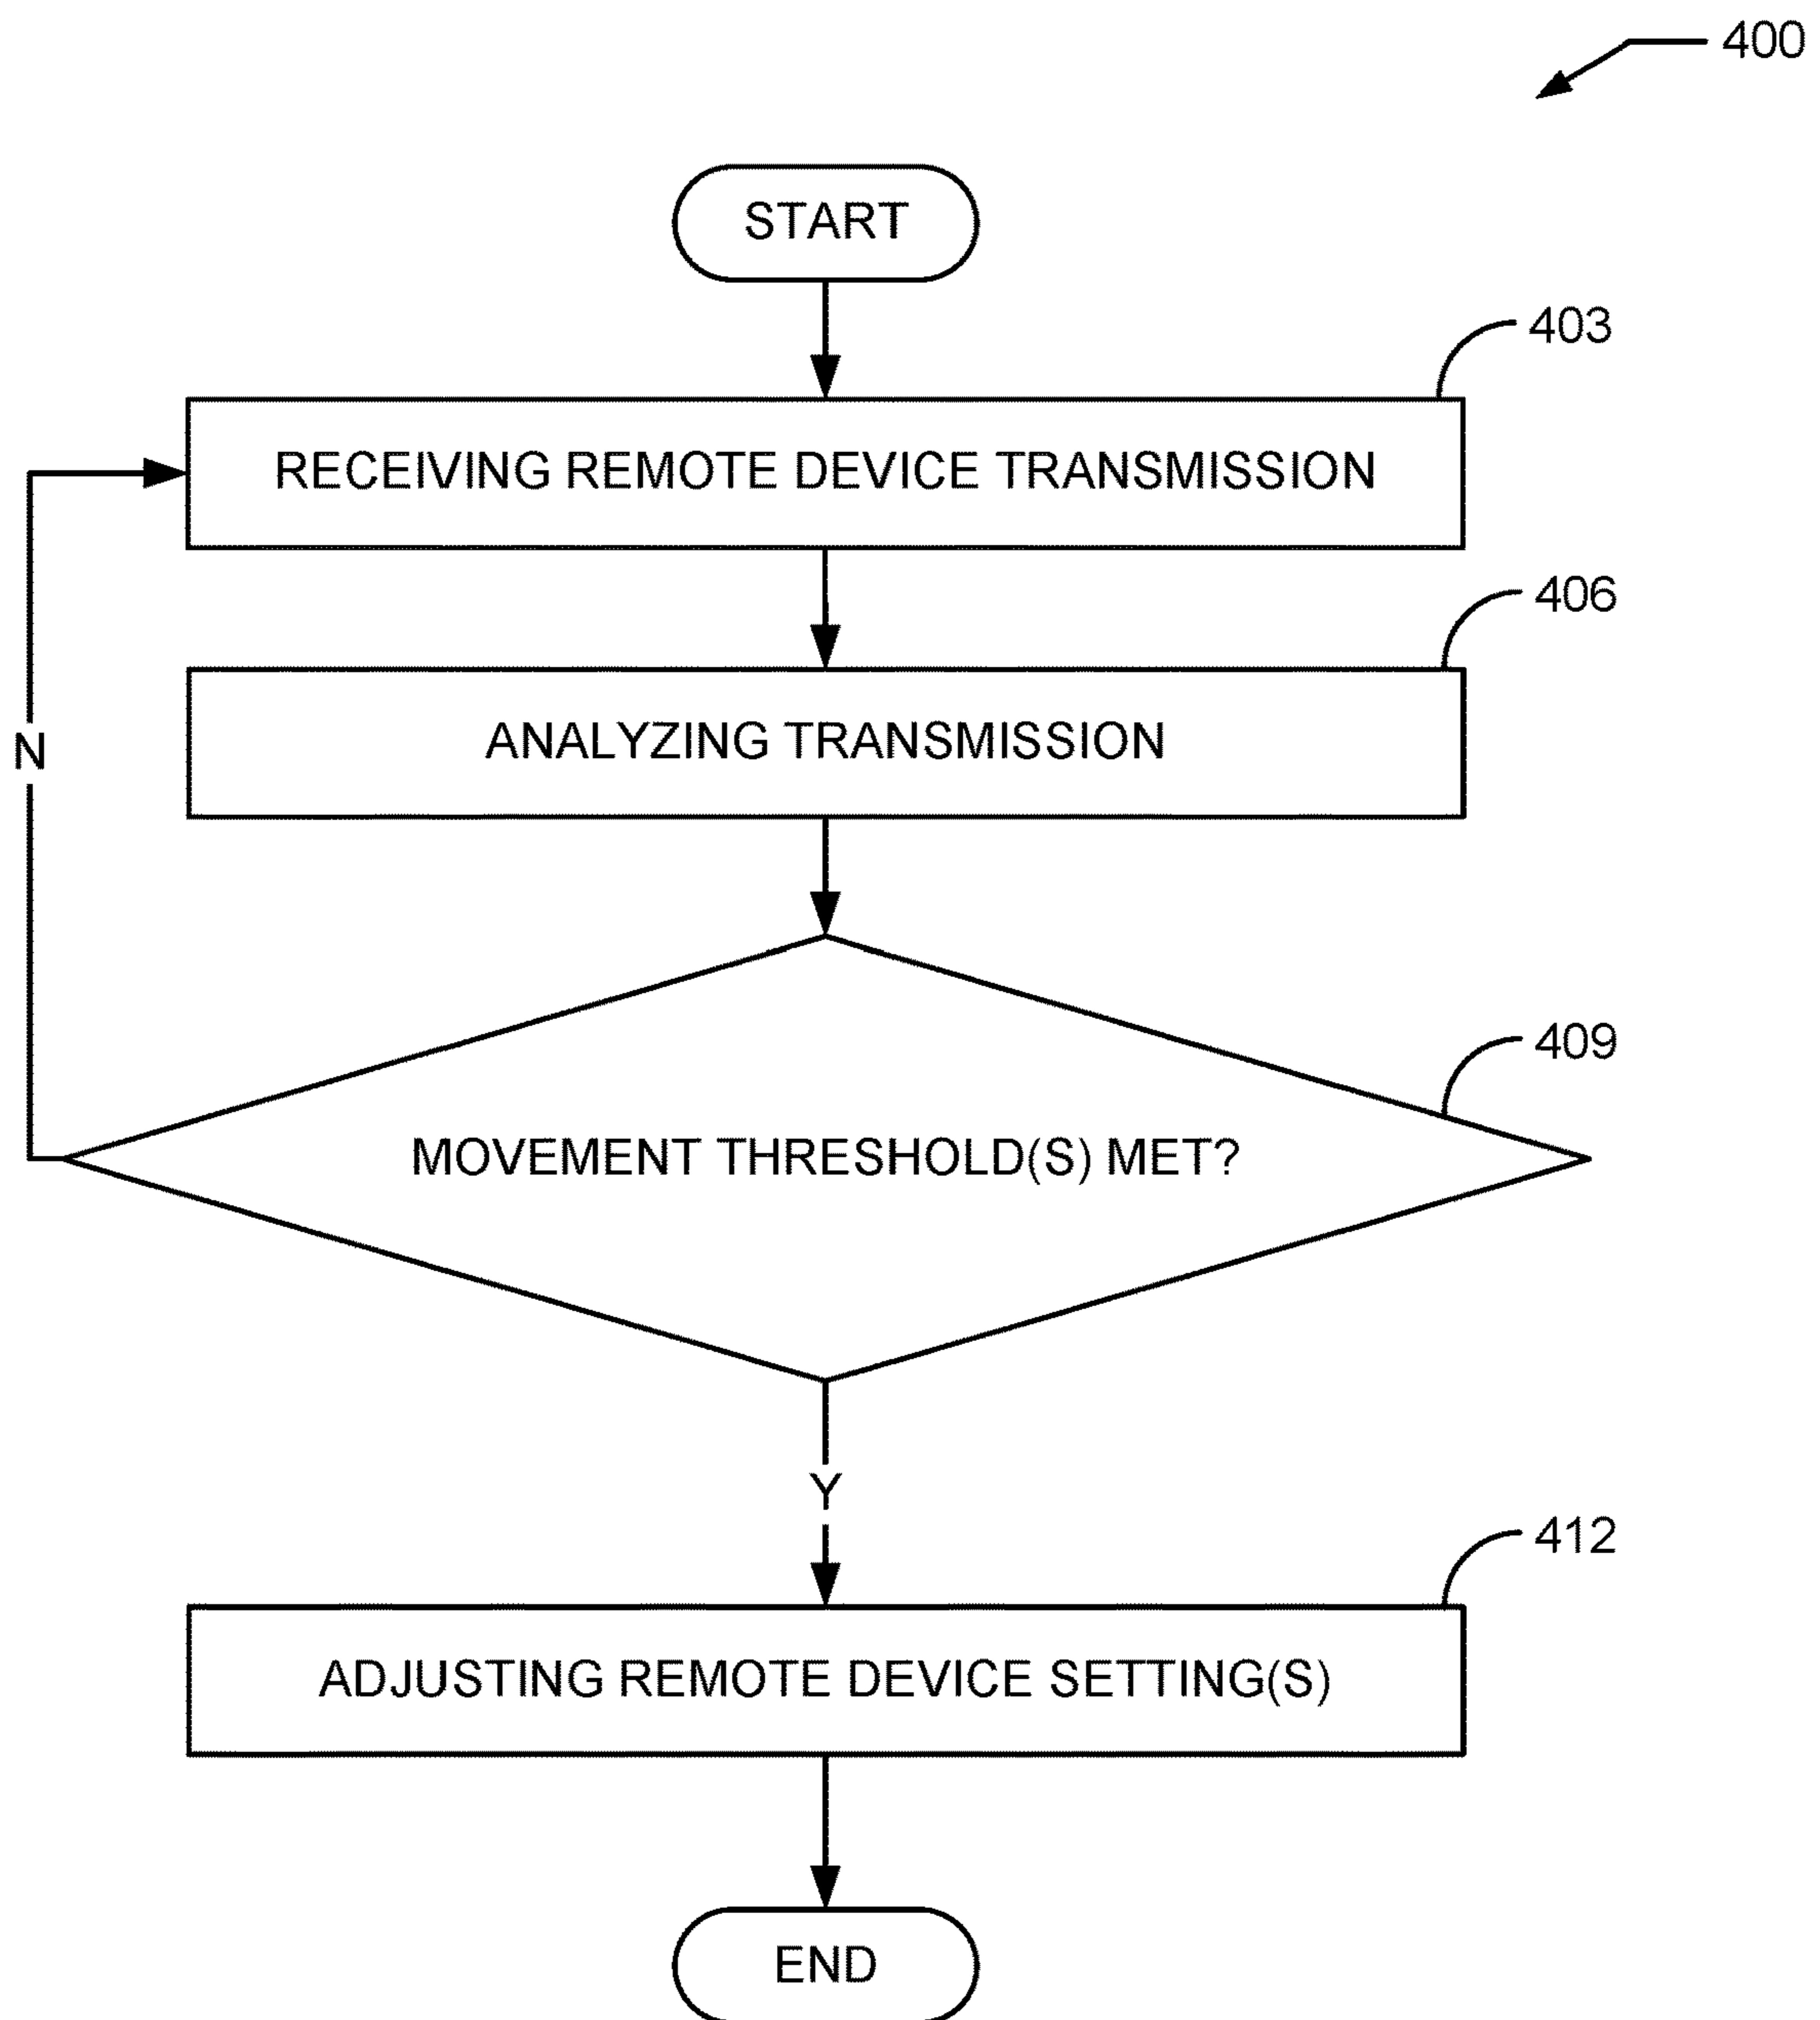 400
START
403
RECEIVING REMOTE DEVICE TRANSMISSION
406
ANALYZING TRANSMISSION
N
409
MOVEMENT THRESHOLD(S) MET?
Y
412
ADJUSTING REMOTE DEVICE SETTING(S)
END